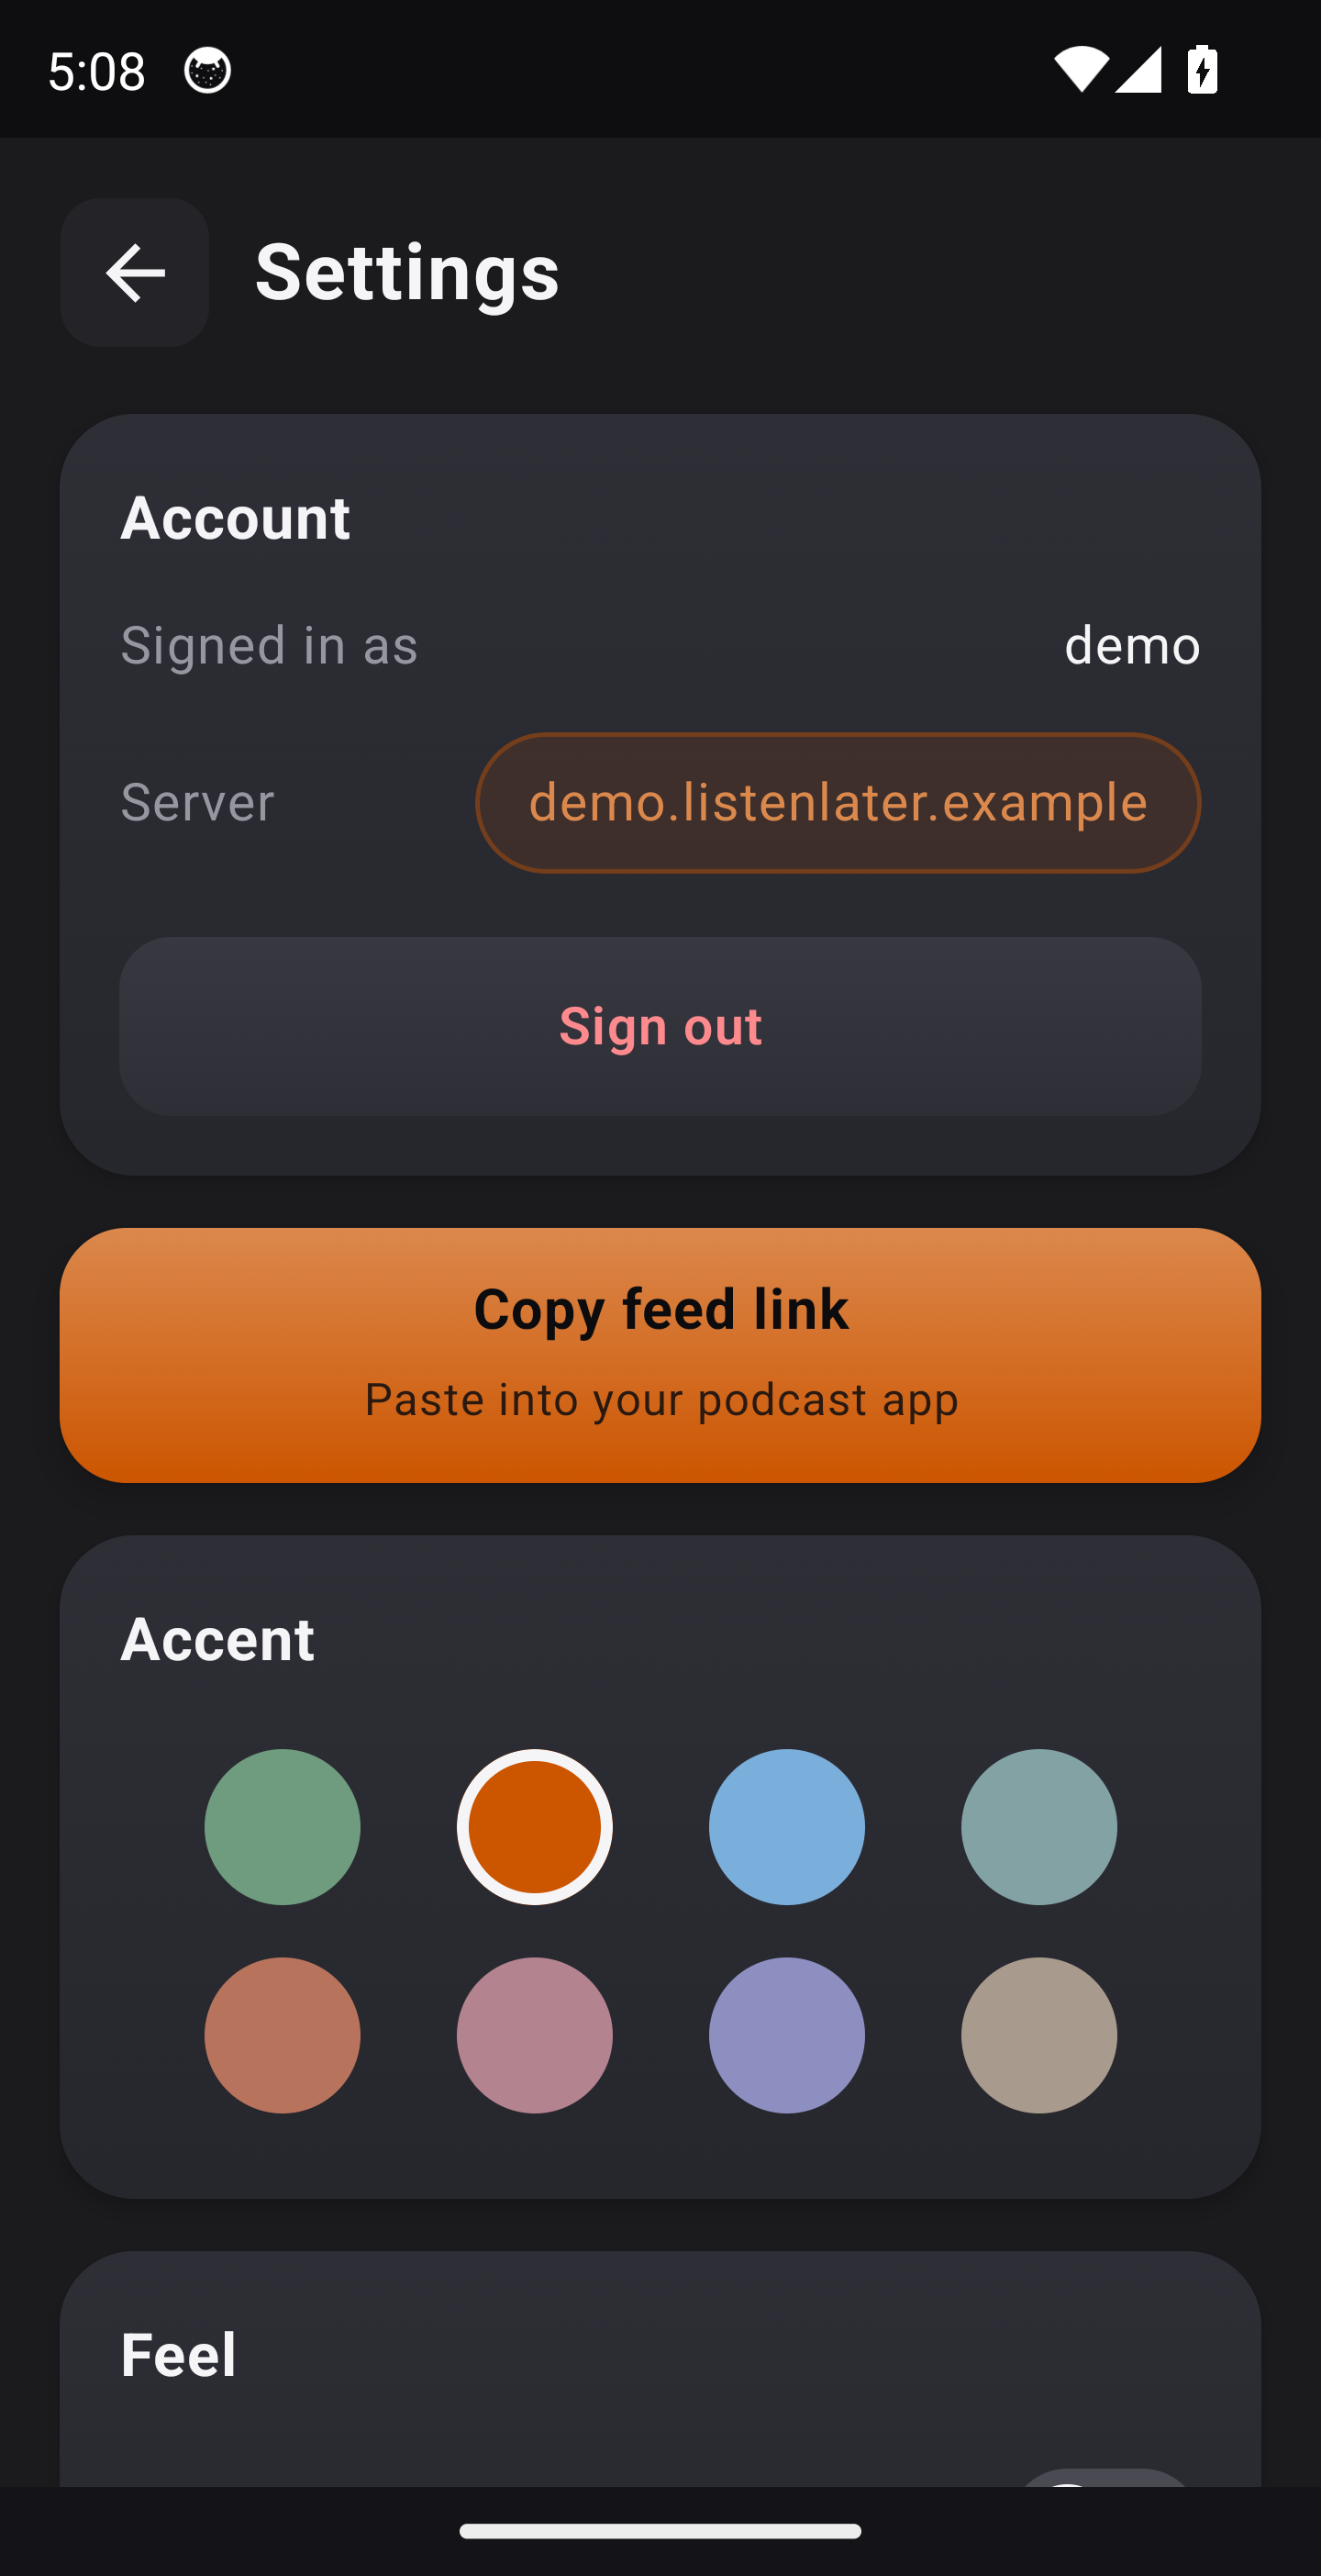 5:08
Settings
Account
Signed in as
demo
Server
demo.listenlater.example
Sign out
Copy feed link
Paste into your podcast app
Accent
Feel